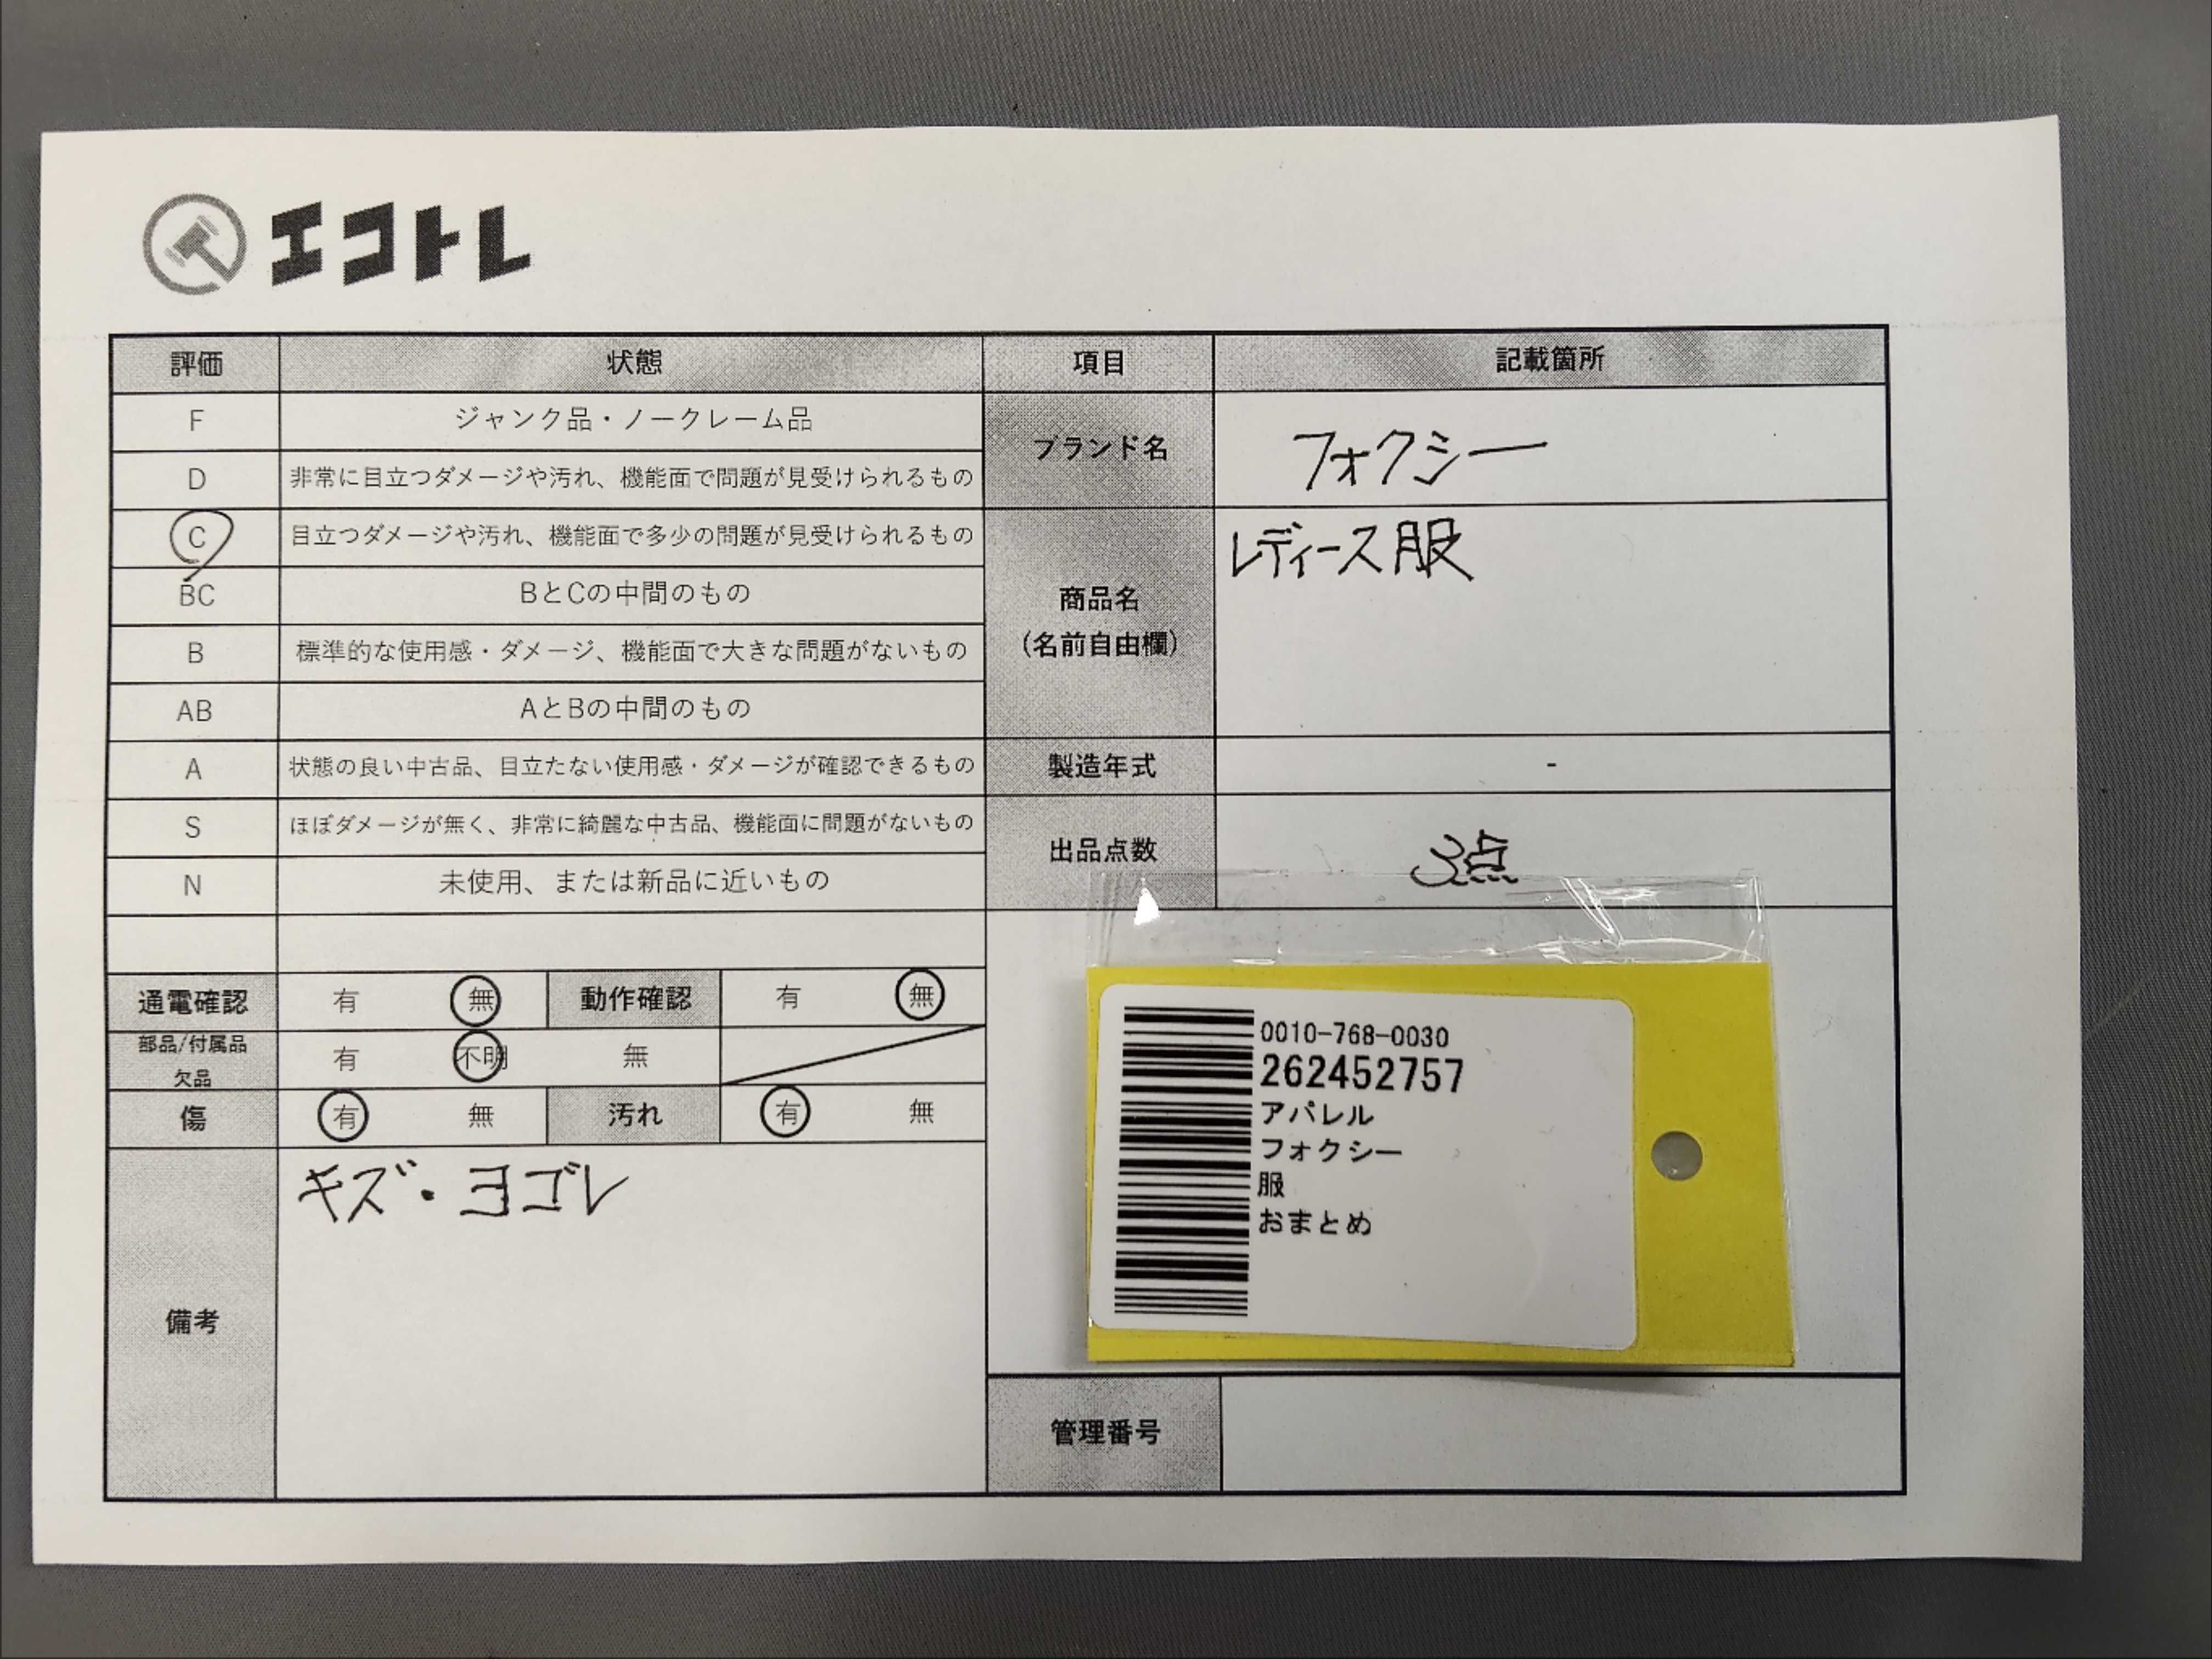 エコトレ
評価 状態 項目 記載箇所
F ジャンク品・ノークレーム品
D 非常に目立つダメージや汚れ、機能面で問題が見受けられるもの
C 目立つダメージや汚れ、機能面で多少の問題が見受けられるもの
BC BとCの中間のもの
B 標準的な使用感・ダメージ、機能面で大きな問題がないもの
AB AとBの中間のもの
A 状態の良い中古品、目立たない使用感・ダメージが確認できるもの
S ほぼダメージが無く、非常に綺麗な中古品、機能面に問題がないもの
N 未使用、または新品に近いもの
ブランド名 フォクシー
商品名
(名前自由欄)
レディース服
製造年式 -
出品点数 3点
通電確認 有 無 動作確認 有 無
部品/付属品
欠品
有 不明 無
傷 有 無 汚れ 有 無
備考 キズ・ヨゴレ
0010-768-0030
262452757
アパレル
フォクシー
服
おまとめ
管理番号